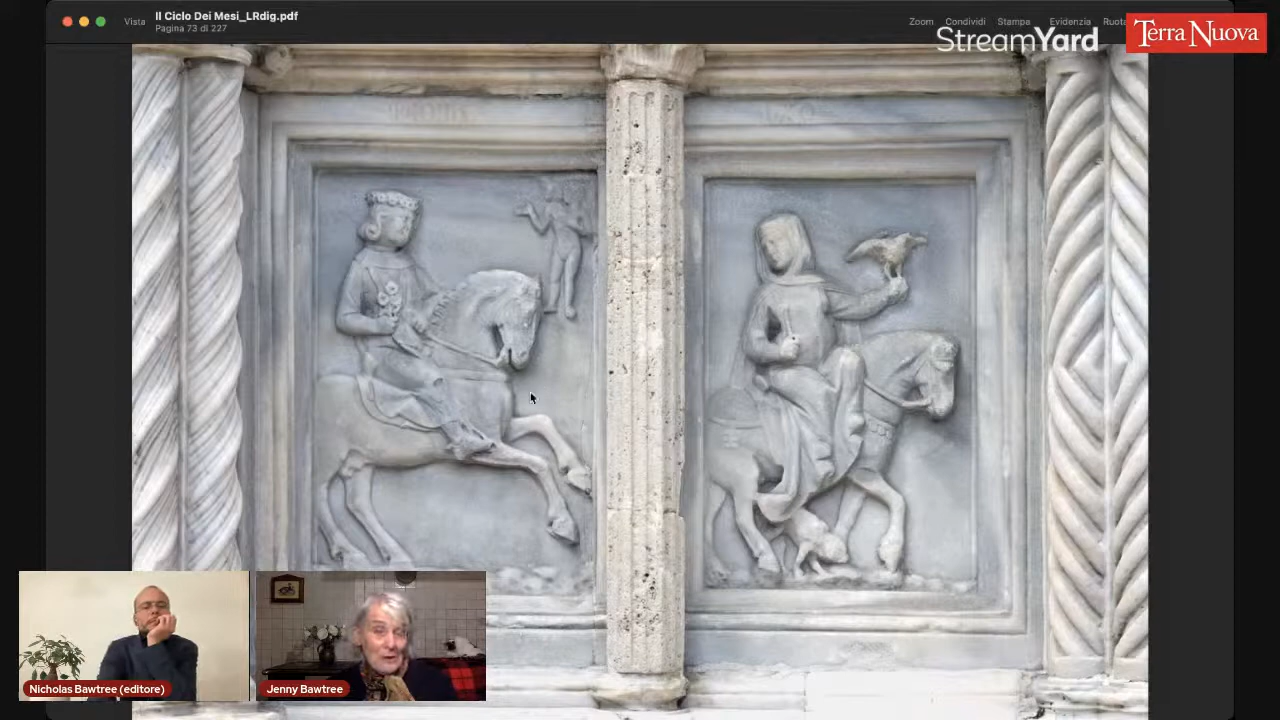 Vista
Il Ciclo Dei Mesi_LRdig.pdf
Pagina 73 di 227
Zoom Condividi Stampa Evidenzia
StreamYard
Terra Nuova
Nicholas Bawtree (editore)
Jenny Bawtree